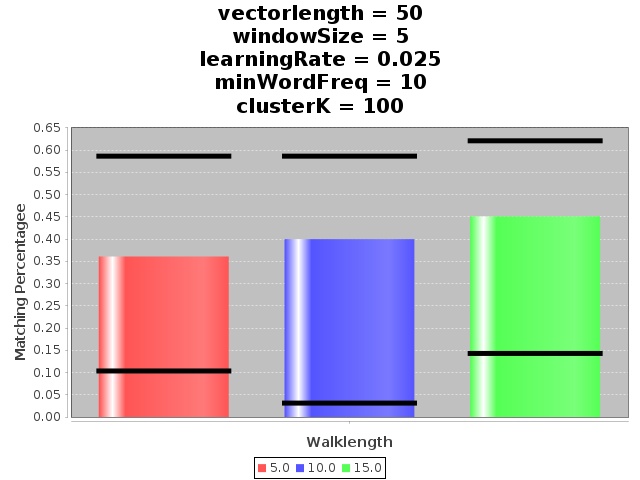 vectorlength = 50
windowSize = 5
learningRate = 0.025
minWordFreq = 10
clusterK = 100
0.65
0.60
0.55
0.50
0.45
0.40
0.35
0.30
0.25
0.20
0.15
0.10
0.05
0.00
Matching Percentagee
Walklength
5.0 10.0 15.0